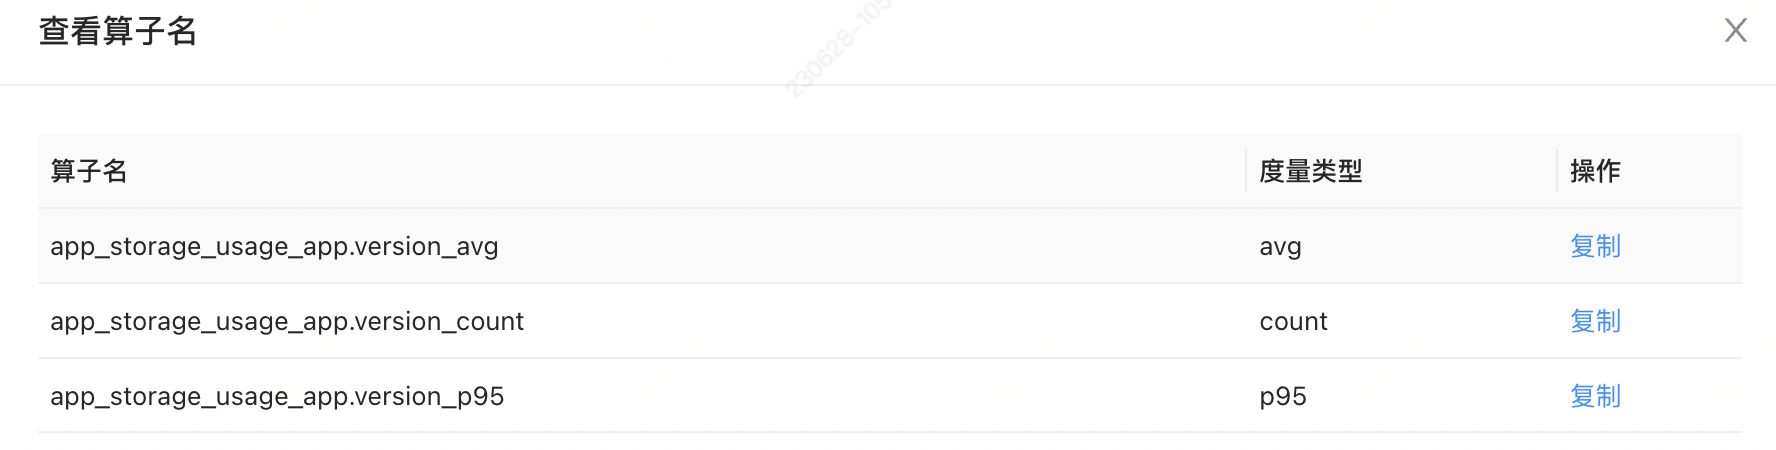 查看算子名
算子名 度量类型 操作
app_storage_usage_app.version_avg avg 复制
app_storage_usage_app.version_count count 复制
app_storage_usage_app.version_p95 p95 复制